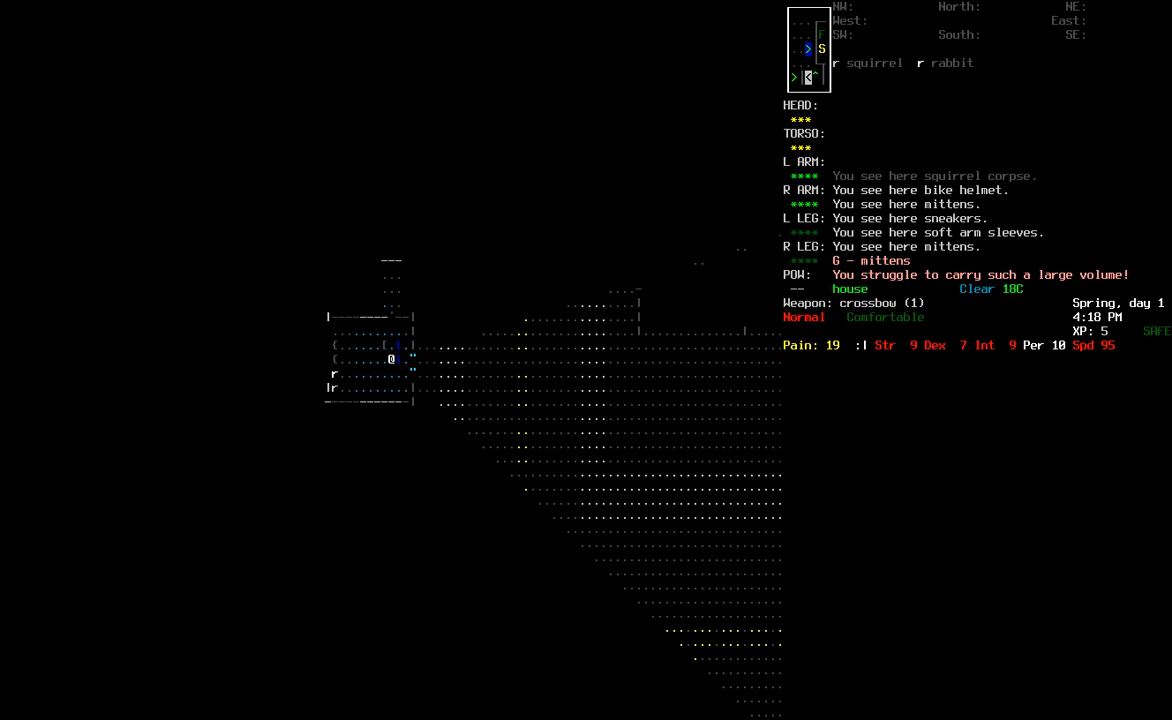 NW: North: NE:
West: East:
SW: South: SE:
F
> S
r squirrel r rabbit
> < ^
HEAD:
***
TORSO:
***
L ARM:
**** You see here squirrel corpse.
R ARM: You see here bike helmet.
**** You see here mittens.
L LEG: You see here sneakers.
**** You see here soft arm sleeves.
R LEG: You see here mittens.
**** G - mittens
POW: You struggle to carry such a large volume!
-- house Clear 18C
Weapon: crossbow (1) Spring, day 1
Normal Comfortable 4:18 PM
XP: 5 SAFE
Pain: 19 :| Str 9 Dex 7 Int 9 Per 10 Spd 95
@
r
r